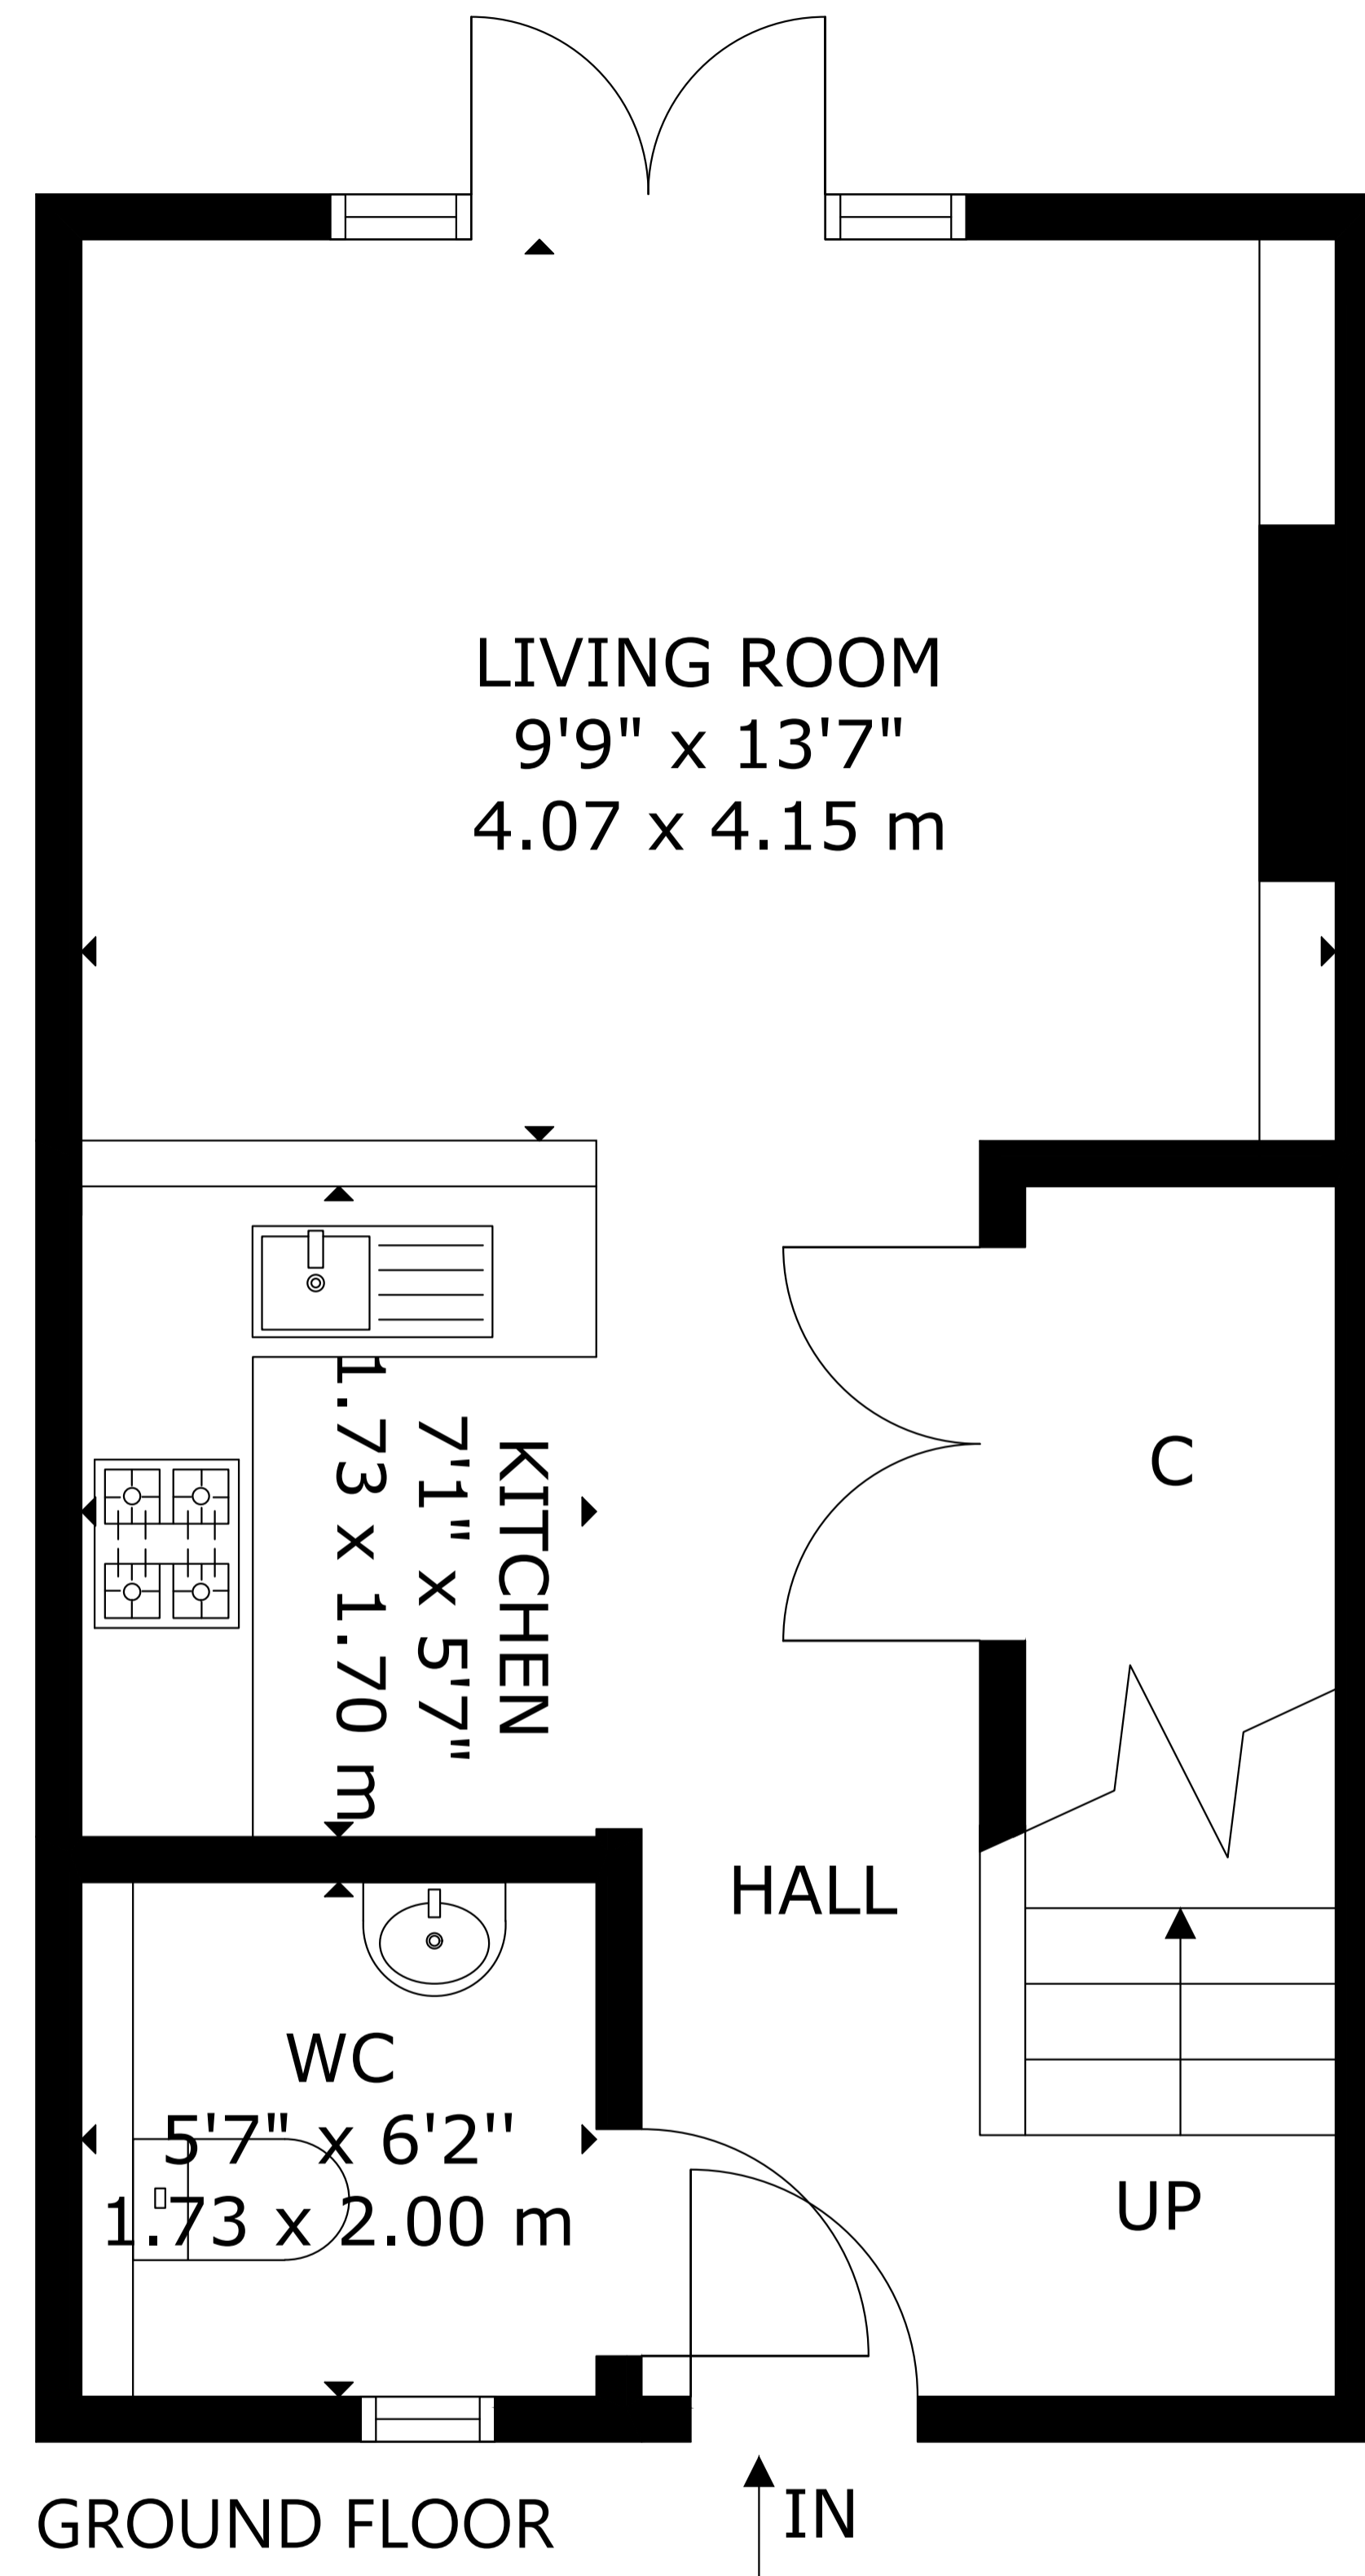 LIVING ROOM
9'9" x 13'7"
4.07 x 4.15 m
KITCHEN
7'1" x 5'7"
1.73 x 1.70 m
C
HALL
WC
5'7" x 6'2"
1.73 x 2.00 m
UP
IN
GROUND FLOOR